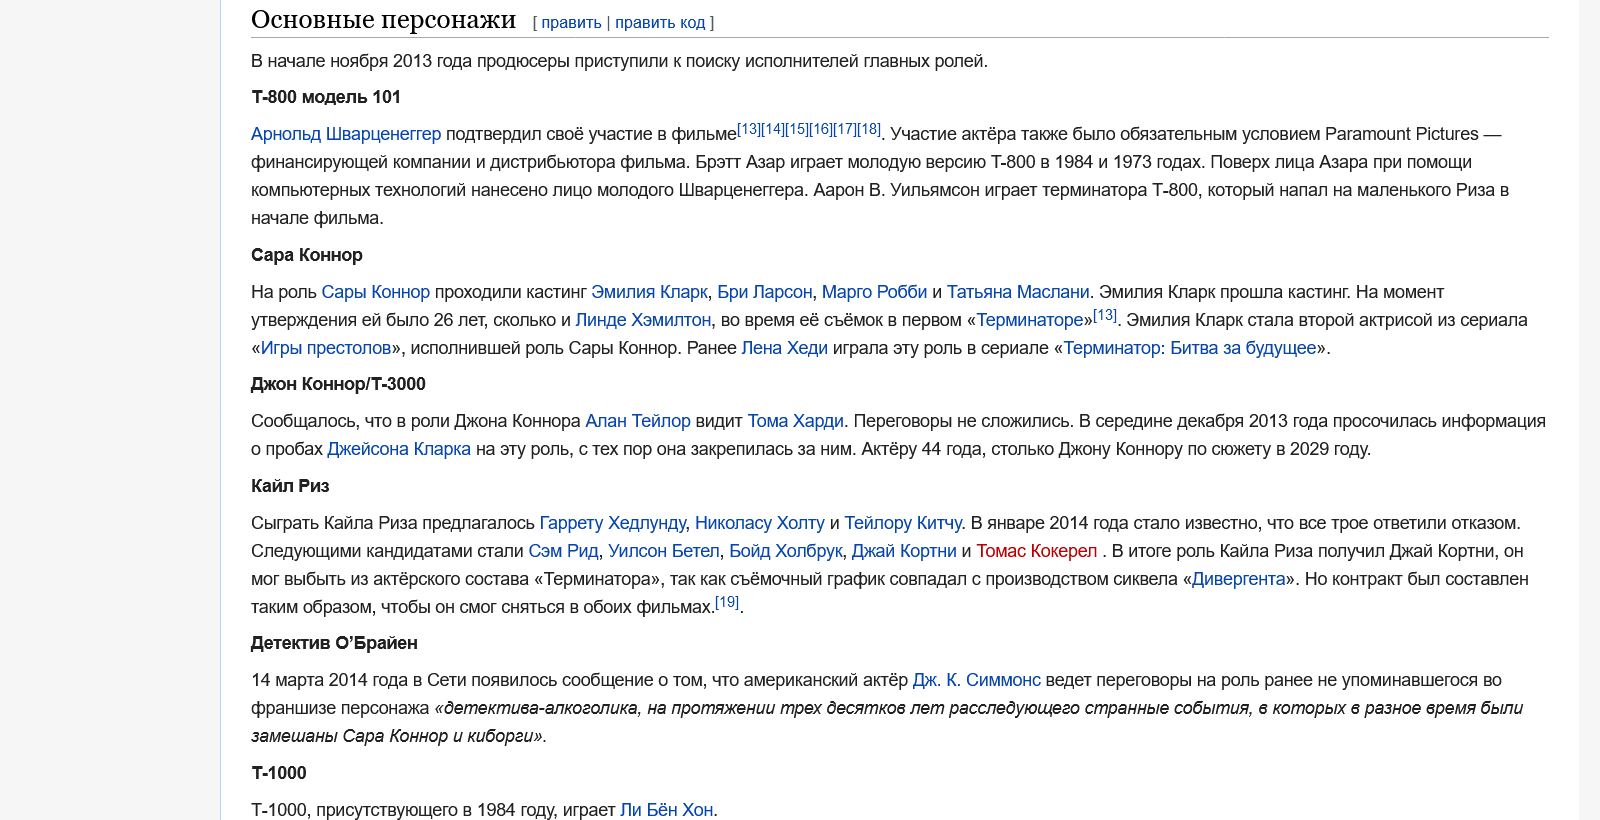 Основные персонажи [ править | править код ]
В начале ноября 2013 года продюсеры приступили к поиску исполнителей главных ролей.
T-800 модель 101
Арнольд Шварценеггер подтвердил своё участие в фильме[13][14][15][16][17][18]. Участие актёра также было обязательным условием Paramount Pictures —
финансирующей компании и дистрибьютора фильма. Брэтт Азар играет молодую версию T-800 в 1984 и 1973 годах. Поверх лица Азара при помощи
компьютерных технологий нанесено лицо молодого Шварценеггера. Аарон В. Уильямсон играет терминатора T-800, который напал на маленького Риза в
начале фильма.
Сара Коннор
На роль Сары Коннор проходили кастинг Эмилия Кларк, Бри Ларсон, Марго Робби и Татьяна Маслани. Эмилия Кларк прошла кастинг. На момент
утверждения ей было 26 лет, сколько и Линде Хэмилтон, во время её съёмок в первом «Терминаторе»[13]. Эмилия Кларк стала второй актрисой из сериала
«Игры престолов», исполнившей роль Сары Коннор. Ранее Лена Хеди играла эту роль в сериале «Терминатор: Битва за будущее».
Джон Коннор/T-3000
Сообщалось, что в роли Джона Коннора Алан Тейлор видит Тома Харди. Переговоры не сложились. В середине декабря 2013 года просочилась информация
о пробах Джейсона Кларка на эту роль, с тех пор она закрепилась за ним. Актёру 44 года, столько Джону Коннору по сюжету в 2029 году.
Кайл Риз
Сыграть Кайла Риза предлагалось Гаррету Хедлунду, Николасу Холту и Тейлору Китчу. В январе 2014 года стало известно, что все трое ответили отказом.
Следующими кандидатами стали Сэм Рид, Уилсон Бетел, Бойд Холбрук, Джай Кортни и Томас Кокерел . В итоге роль Кайла Риза получил Джай Кортни, он
мог выбыть из актёрского состава «Терминатора», так как съёмочный график совпадал с производством сиквела «Дивергента». Но контракт был составлен
таким образом, чтобы он смог сняться в обоих фильмах.[19].
Детектив О’Брайен
14 марта 2014 года в Сети появилось сообщение о том, что американский актёр Дж. К. Симмонс ведет переговоры на роль ранее не упоминавшегося во
франшизе персонажа «детектива-алкоголика, на протяжении трех десятков лет расследующего странные события, в которых в разное время были
замешаны Сара Коннор и киборги».
T-1000
T-1000, присутствующего в 1984 году, играет Ли Бён Хон.